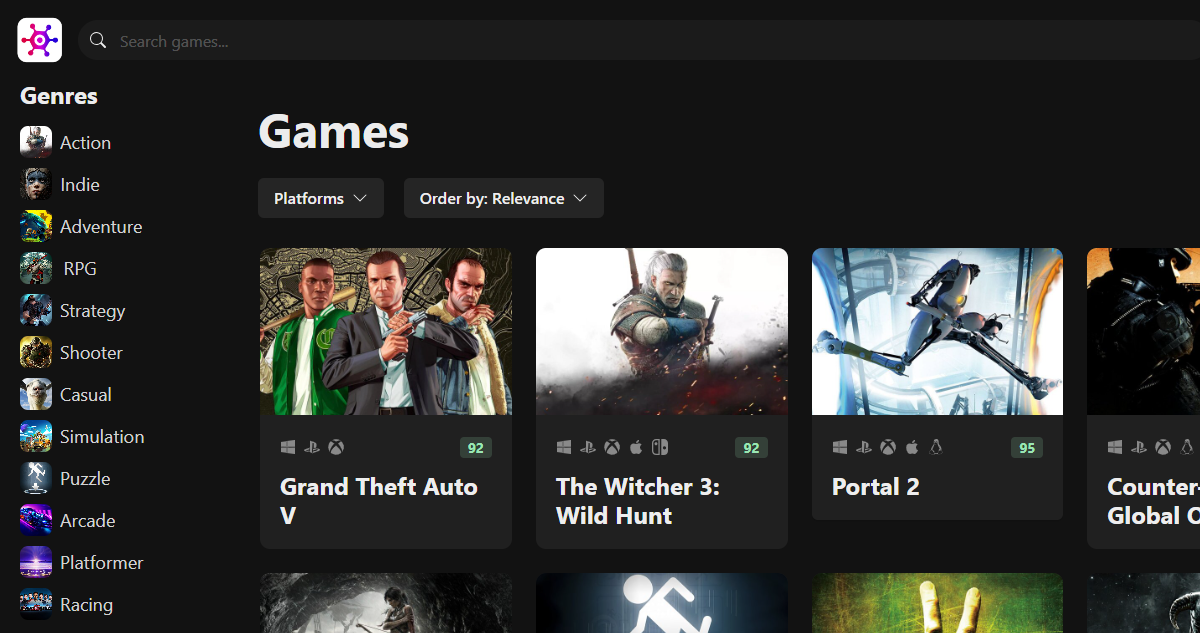 Search games...
Genres
Action
Indie
Adventure
RPG
Strategy
Shooter
Casual
Simulation
Puzzle
Arcade
Platformer
Racing
Games
Platforms
Order by: Relevance
92
Grand Theft Auto
V
92
The Witcher 3:
Wild Hunt
95
Portal 2
Counter-
Global